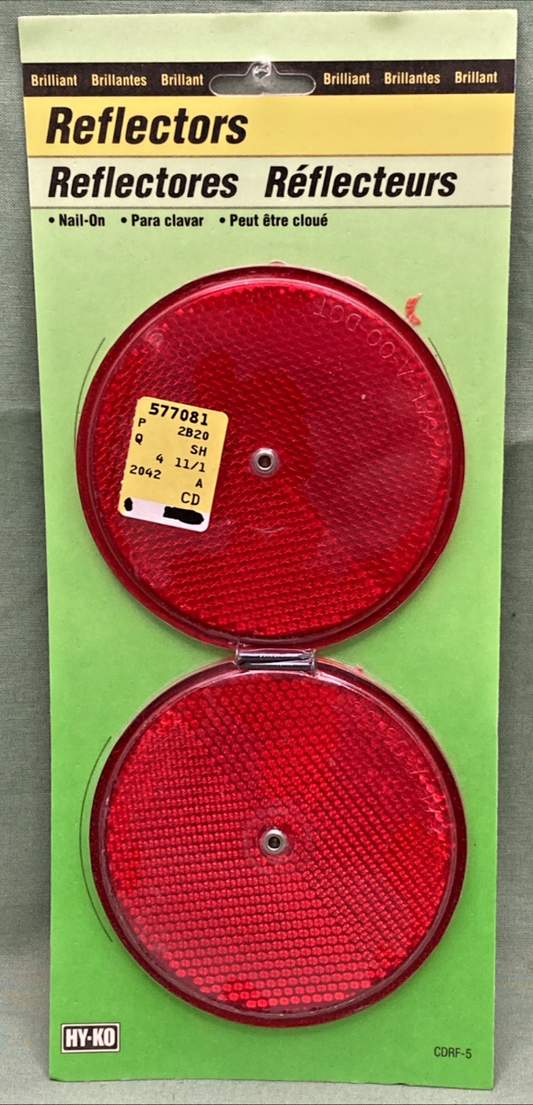 Brilliant Brillantes Brillant Brilliant Brillantes Brillant
Reflectors
Reflectores Réflecteurs
• Nail-On • Para clavar • Peut être cloué
DOT
577081
P 2B20
Q SH
4 11/1
2042 A
CD
HY-KO
CDRF-5